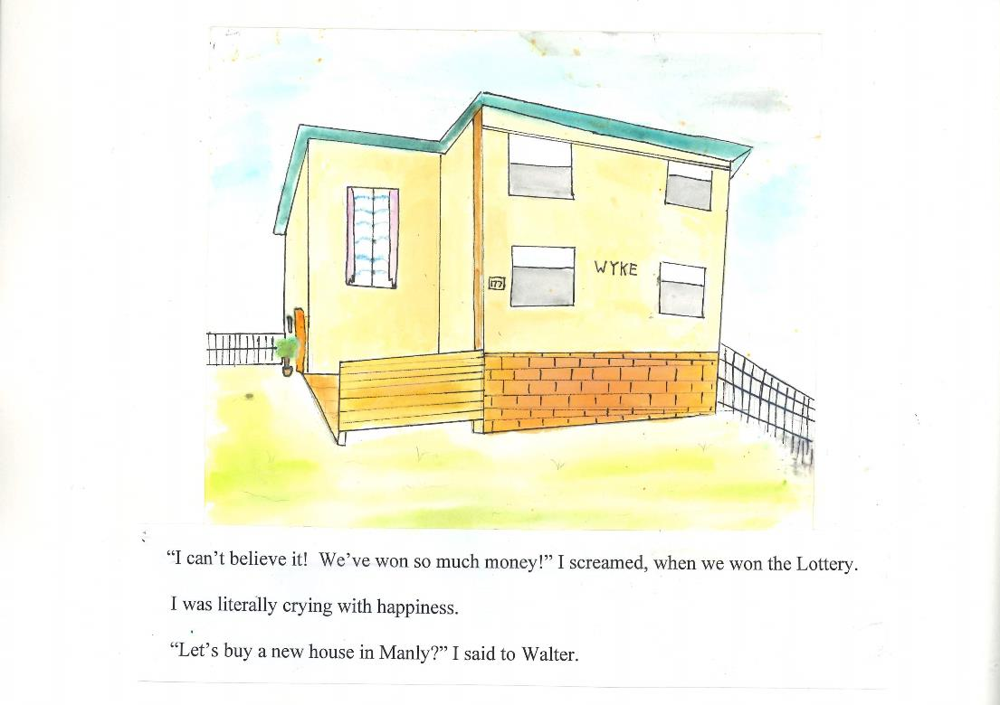 WYKE
177
“I can’t believe it!  We’ve won so much money!” I screamed, when we won the Lottery.
I was literally crying with happiness.
“Let’s buy a new house in Manly?” I said to Walter.